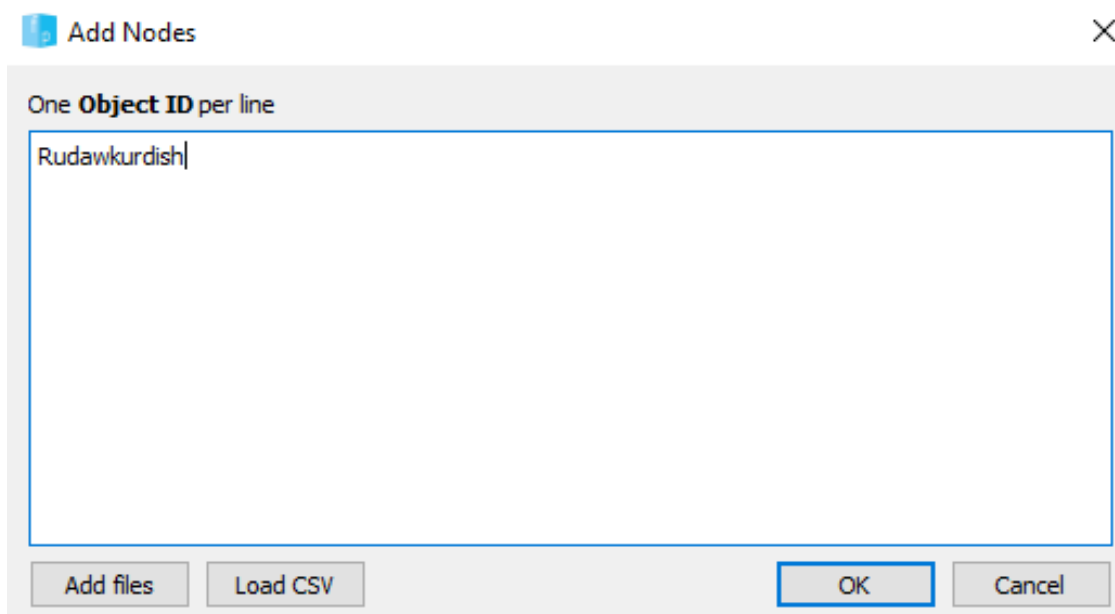 Add Nodes
One Object ID per line
Rudawkurdish
Add files
Load CSV
OK
Cancel